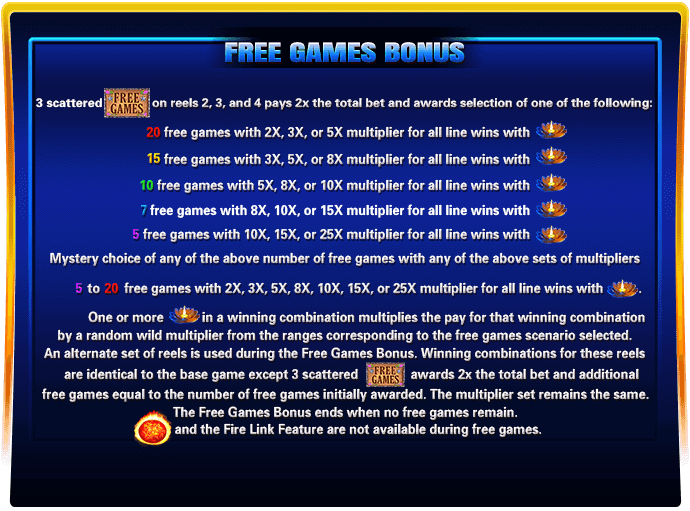 FREE GAMES BONUS
3 scattered FREE GAMES on reels 2, 3, and 4 pays 2x the total bet and awards selection of one of the following:
20 free games with 2X, 3X, or 5X multiplier for all line wins with
15 free games with 3X, 5X, or 8X multiplier for all line wins with
10 free games with 5X, 8X, or 10X multiplier for all line wins with
7 free games with 8X, 10X, or 15X multiplier for all line wins with
5 free games with 10X, 15X, or 25X multiplier for all line wins with
Mystery choice of any of the above number of free games with any of the above sets of multipliers
5 to 20 free games with 2X, 3X, 5X, 8X, 10X, 15X, or 25X multiplier for all line wins with .
One or more in a winning combination multiplies the pay for that winning combination
by a random wild multiplier from the ranges corresponding to the free games scenario selected.
An alternate set of reels is used during the Free Games Bonus. Winning combinations for these reels
are identical to the base game except 3 scattered FREE GAMES awards 2x the total bet and additional
free games equal to the number of free games initially awarded. The multiplier set remains the same.
The Free Games Bonus ends when no free games remain.
and the Fire Link Feature are not available during free games.